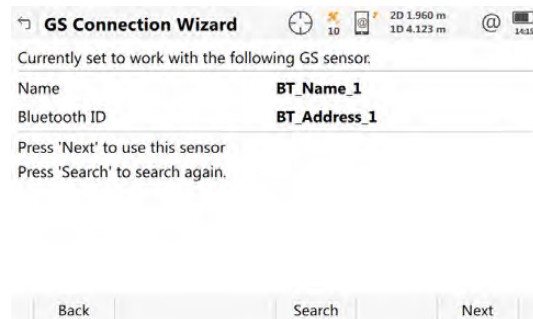 GS Connection Wizard
10
2D 1.960 m
1D 4.123 m
@
Currently set to work with the following GS sensor.
Name BT_Name_1
Bluetooth ID BT_Address_1
Press 'Next' to use this sensor
Press 'Search' to search again.
Back Search Next